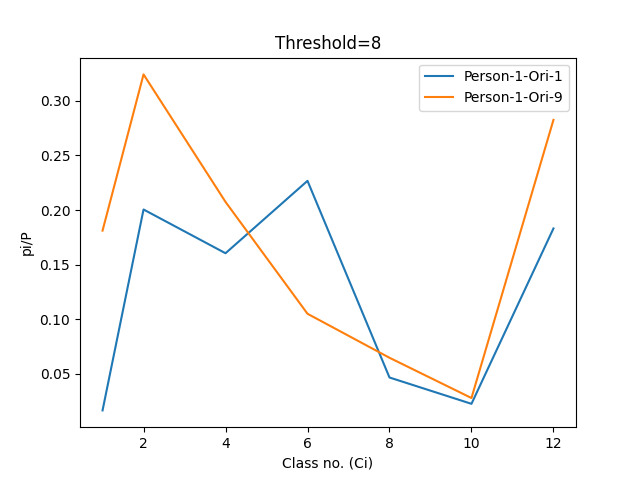 Threshold=8
Person-1-Ori-1
Person-1-Ori-9
pi/P
0.30
0.25
0.20
0.15
0.10
0.05
2 4 6 8 10 12
Class no. (Ci)